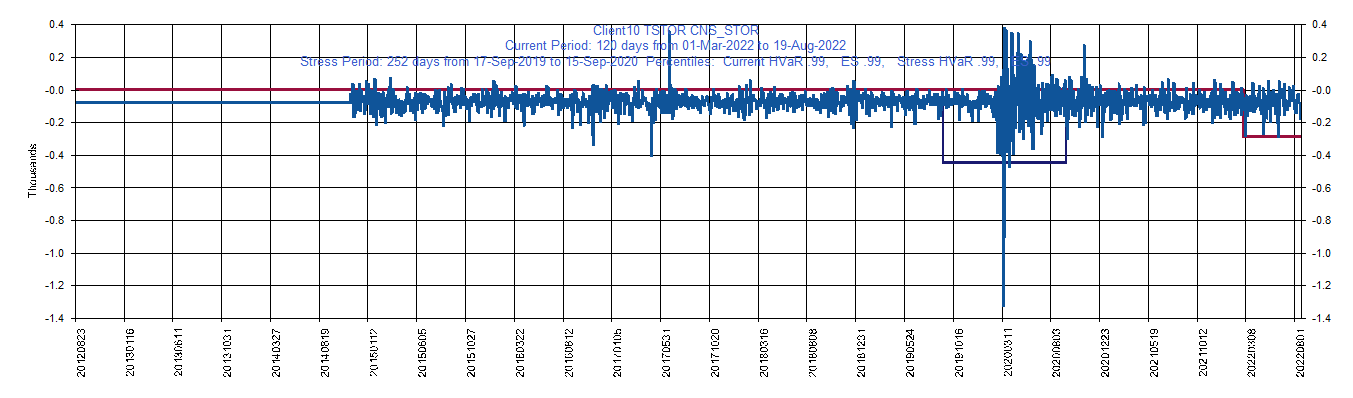 Client10 TSTOR CNS_STOR
Current Period: 120 days from 01-Mar-2022 to 19-Aug-2022
Stress Period: 252 days from 17-Sep-2019 to 15-Sep-2020 Percentiles: Current HVaR .99, ES .99, Stress HVaR .99, .99
0.4 0.4
0.2 0.2
-0.0 -0.0
-0.2 -0.2
-0.4 -0.4
-0.6 -0.6
-0.8 -0.8
-1.0 -1.0
-1.2 -1.2
-1.4 -1.4
Thousands
20120823 20130116 20130611 20131031 20140327 20140819 20150112 20150605 20151027 20160322 20160812 20170105 20170531 20171020 20180316 20180808 20181231 20190524 20191016 20200311 20200803 20201223 20210519 20211012 20220308 20220801